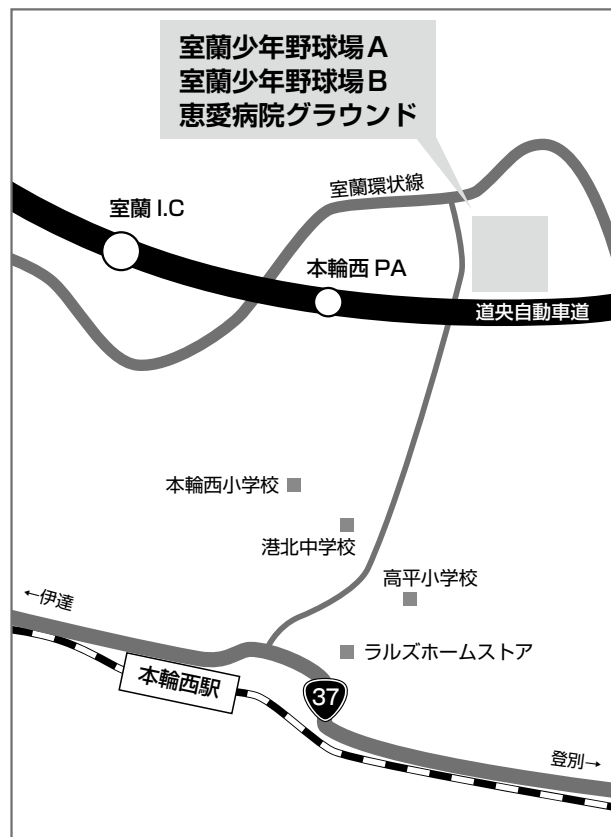 室蘭少年野球場A
室蘭少年野球場B
恵愛病院グラウンド
室蘭環状線
室蘭 I.C
本輪西 PA
道央自動車道
本輪西小学校
港北中学校
高平小学校
←伊達
ラルズホームストア
本輪西駅
37
登別→